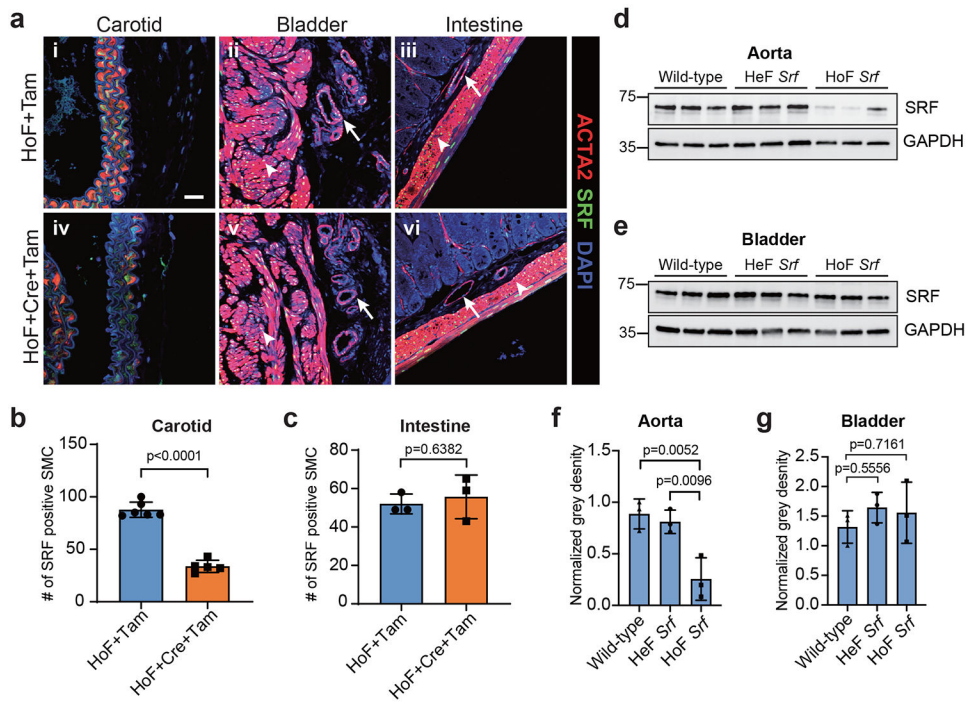 a
Carotid
Bladder
Intestine
HoF+Tam
i
ii
iii
HoF+Cre+Tam
iv
v
vi
ACTA2 SRF DAPI
b
Carotid
# of SRF positive SMC
150
100
50
0
p<0.0001
HoF+Tam
HoF+Cre+Tam
c
Intestine
# of SRF positive SMC
80
60
40
20
0
p=0.6382
HoF+Tam
HoF+Cre+Tam
d
Aorta
Wild-type
HeF Srf
HoF Srf
75
SRF
35
GAPDH
e
Bladder
Wild-type
HeF Srf
HoF Srf
75
SRF
35
GAPDH
f
Aorta
Normalized grey desnity
1.5
1.0
0.5
0.0
p=0.0052
p=0.0096
Wild-type
HeF Srf
HoF Srf
g
Bladder
Normalized grey desnity
2.5
2.0
1.5
1.0
0.5
0.0
p=0.7161
p=0.5556
Wild-type
HeF Srf
HoF Srf